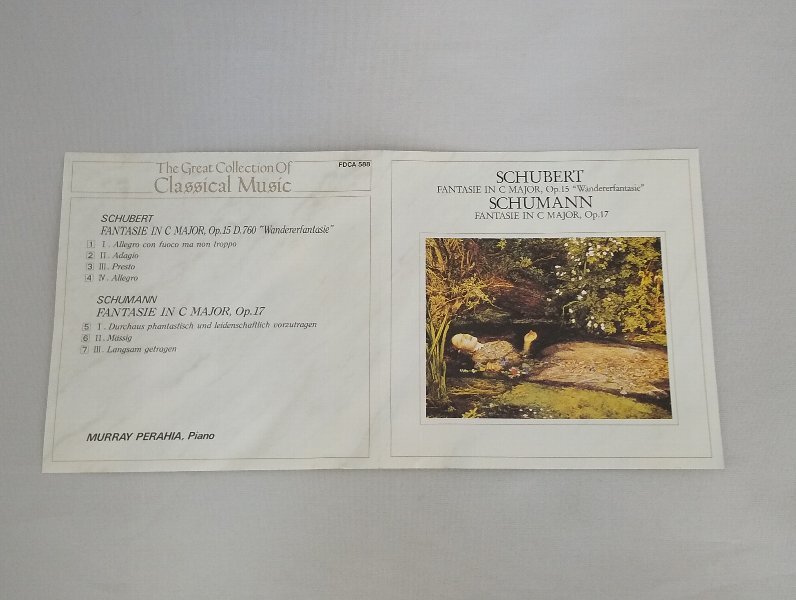 The Great Collection Of
Classical Music
FDCA 588
SCHUBERT
FANTASIE IN C MAJOR, Op.15 D.760 "Wandererfantasie"
1 I. Allegro con fuoco ma non troppo
2 II. Adagio
3 III. Presto
4 IV. Allegro
SCHUMANN
FANTASIE IN C MAJOR, Op.17
5 I. Durchaus phantastisch und leidenschaftlich vorzutragen
6 II. Mässig
7 III. Langsam getragen
MURRAY PERAHIA, Piano
SCHUBERT
FANTASIE IN C MAJOR, Op.15 "Wandererfantasie"
SCHUMANN
FANTASIE IN C MAJOR, Op.17